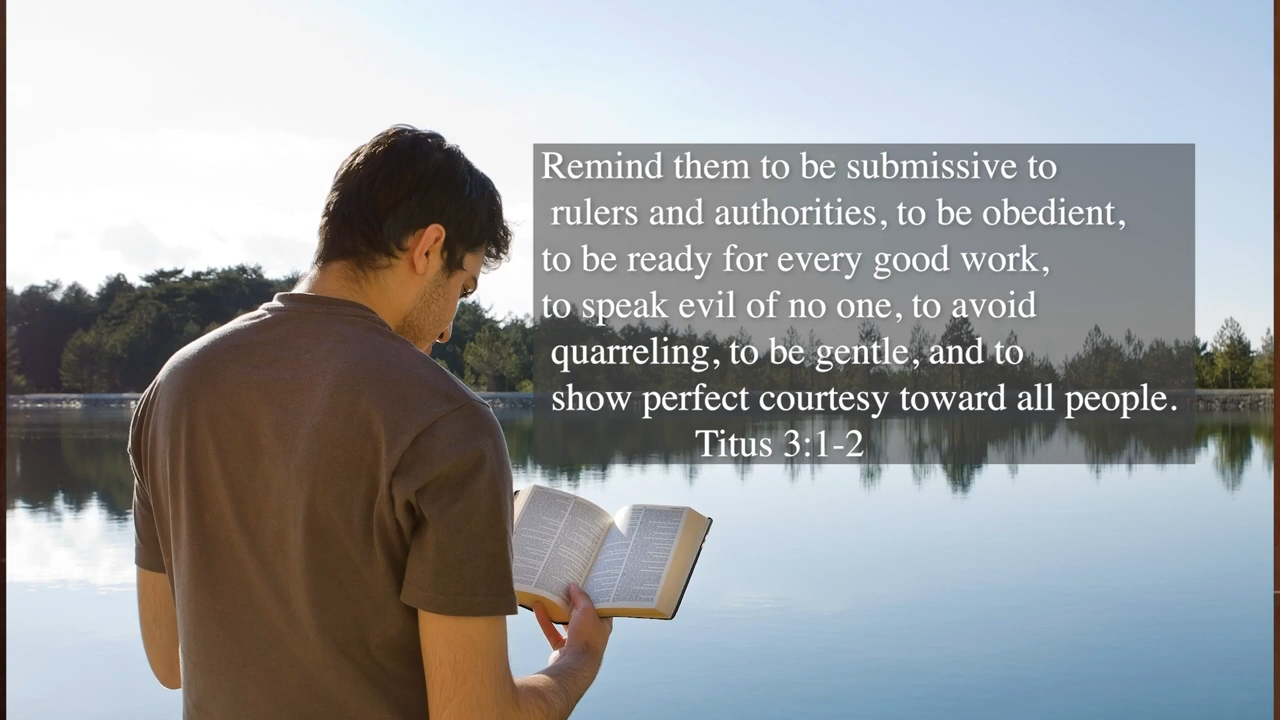 Remind them to be submissive to
rulers and authorities, to be obedient,
to be ready for every good work,
to speak evil of no one, to avoid
quarreling, to be gentle, and to
show perfect courtesy toward all people.
Titus 3:1-2